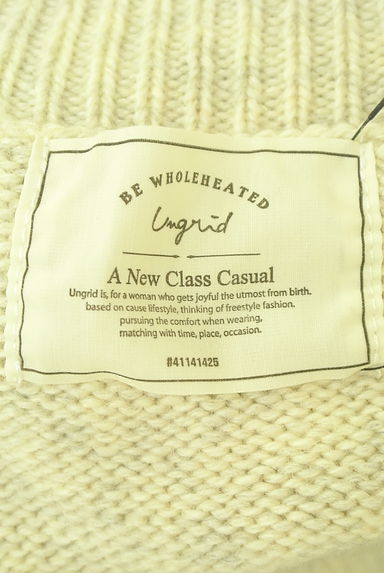 BE WHOLEHEATED
Ungrid
A New Class Casual
Ungrid is, for a woman who gets joyful the utmost from birth.
based on cause lifestyle, thinking of freestyle fashion.
pursuing the comfort when wearing,
matching with time, place, occasion.
#41141425